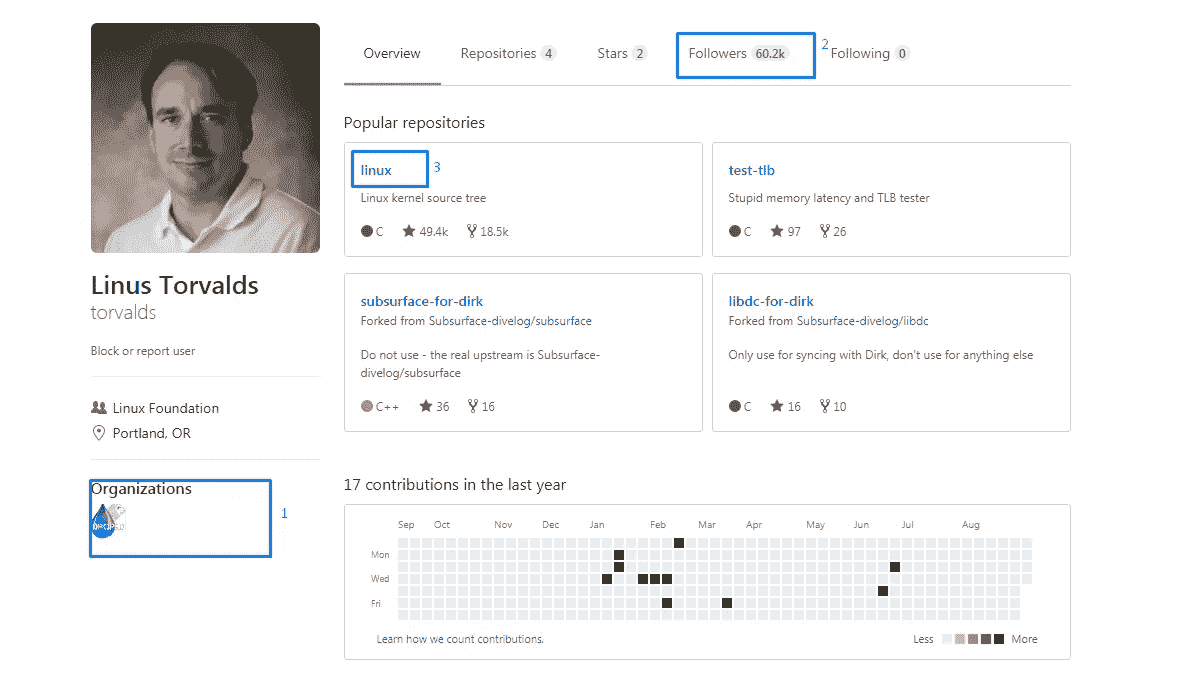 Overview Repositories 4 Stars 2 Followers 60.2k 2 Following 0
Popular repositories
linux 3
Linux kernel source tree
C 49.4k 18.5k
test-tlb
Stupid memory latency and TLB tester
C 97 26
Linus Torvalds
torvalds
Block or report user
Linux Foundation
Portland, OR
Organizations
1
subsurface-for-dirk
Forked from Subsurface-divelog/subsurface
Do not use - the real upstream is Subsurface-
divelog/subsurface
C++ 36 16
libdc-for-dirk
Forked from Subsurface-divelog/libdc
Only use for syncing with Dirk, don't use for anything else
C 16 10
17 contributions in the last year
Sep Oct Nov Dec Jan Feb Mar Apr May Jun Jul Aug
Mon
Wed
Fri
Learn how we count contributions. Less More